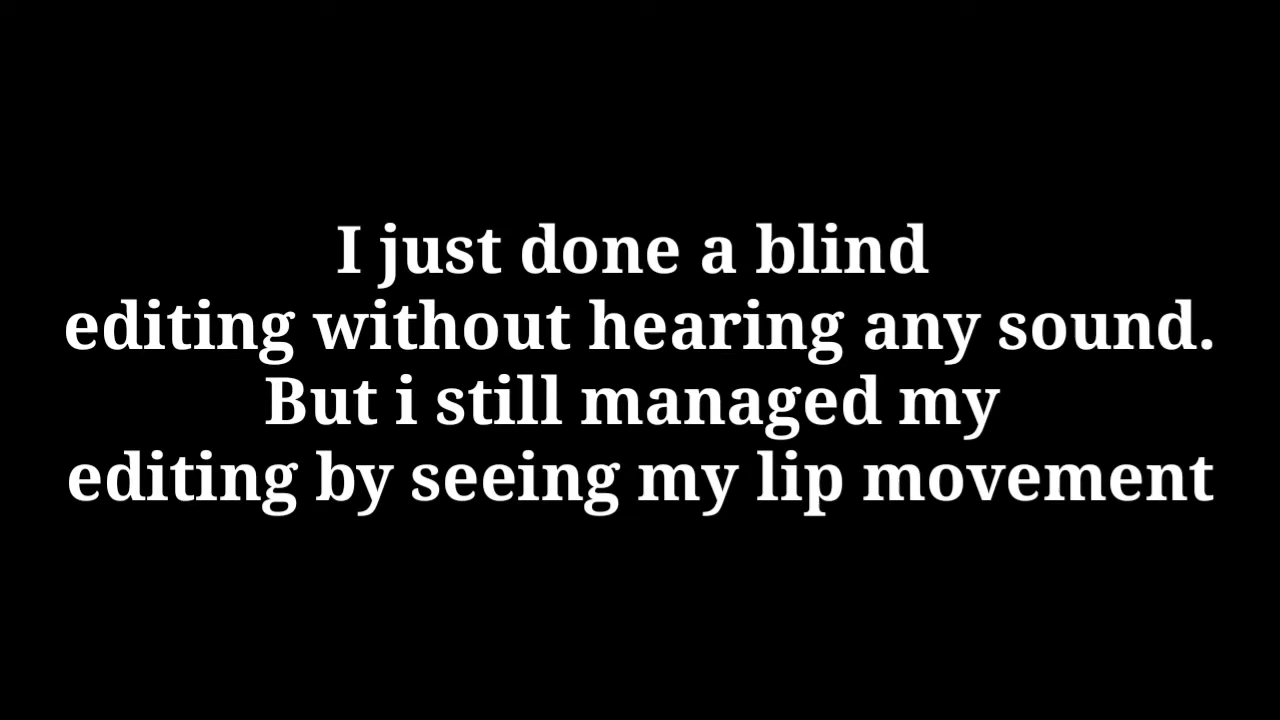 I just done a blind
editing without hearing any sound.
But i still managed my
editing by seeing my lip movement